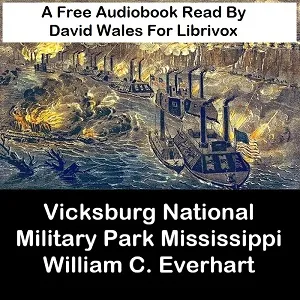 A Free Audiobook Read By
David Wales For Librivox
Vicksburg National
Military Park Mississippi
William C. Everhart